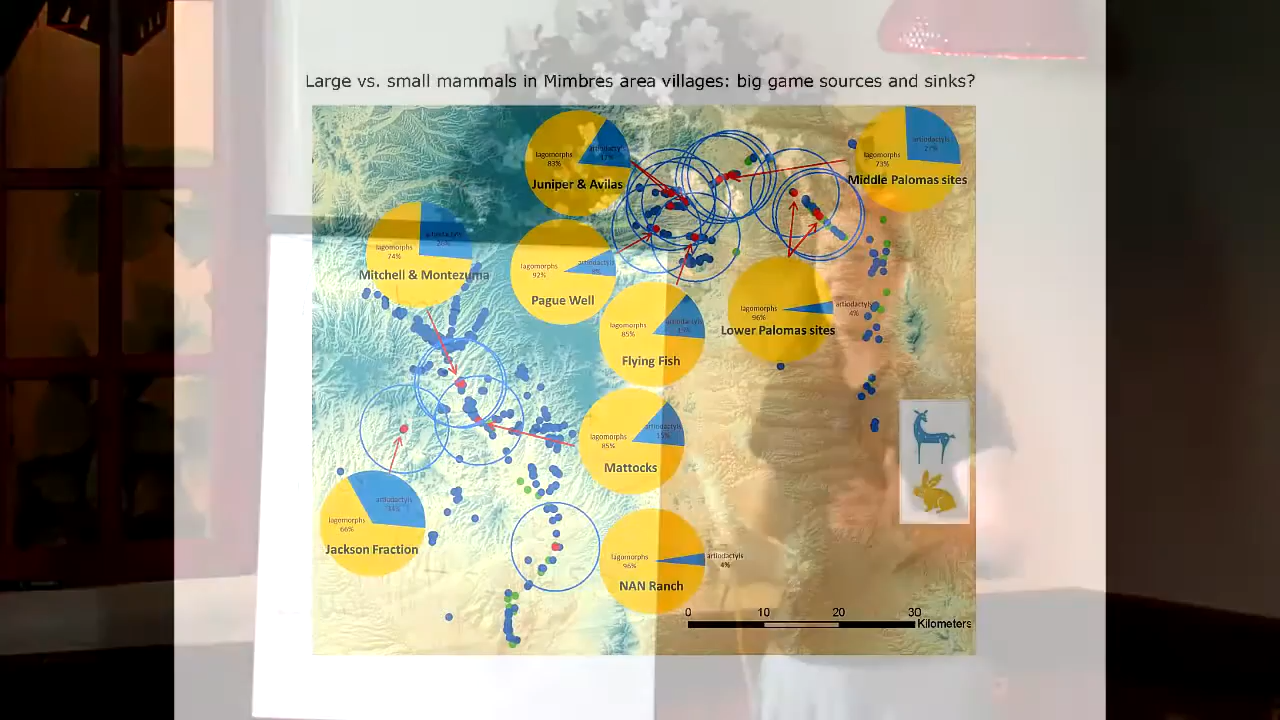 Large vs. small mammals in Mimbres area villages: big game sources and sinks?
lagomorphs
83%
artiodactyls
17%
Juniper & Avilas
artiodactyls
27%
lagomorphs
73%
Middle Palomas sites
lagomorphs
74%
artiodactyls
26%
Mitchell & Montezuma
lagomorphs
92%
artiodactyls
8%
Pague Well
lagomorphs
85%
artiodactyls
15%
Flying Fish
lagomorphs
96%
artiodactyls
4%
Lower Palomas sites
lagomorphs
85%
artiodactyls
15%
Mattocks
artiodactyls
34%
lagomorphs
66%
Jackson Fraction
lagomorphs
96%
artiodactyls
4%
NAN Ranch
0 10 20 30
Kilometers